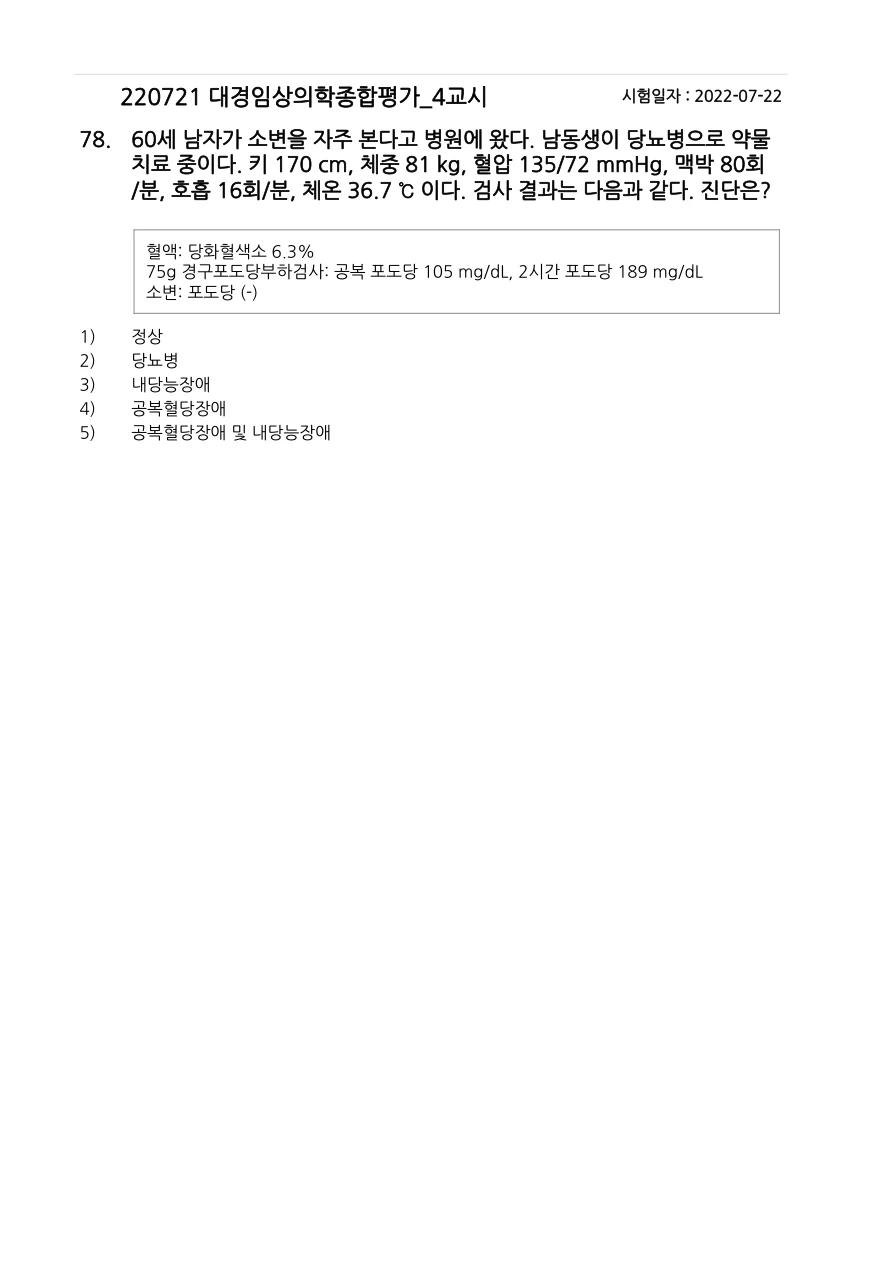 220721 대경임상의학종합평가_4교시 시험일자 : 2022-07-22
78. 60세 남자가 소변을 자주 본다고 병원에 왔다. 남동생이 당뇨병으로 약물
치료 중이다. 키 170 cm, 체중 81 kg, 혈압 135/72 mmHg, 맥박 80회
/분, 호흡 16회/분, 체온 36.7 ℃ 이다. 검사 결과는 다음과 같다. 진단은?
혈액: 당화혈색소 6.3%
75g 경구포도당부하검사: 공복 포도당 105 mg/dL, 2시간 포도당 189 mg/dL
소변: 포도당 (-)
1) 정상
2) 당뇨병
3) 내당능장애
4) 공복혈당장애
5) 공복혈당장애 및 내당능장애